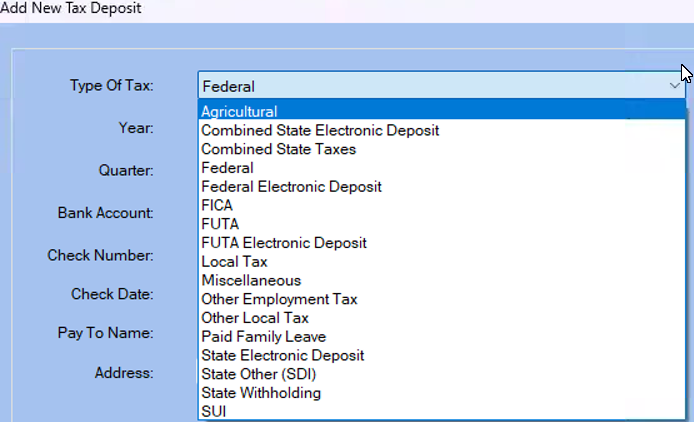 Add New Tax Deposit
Type Of Tax: Federal
Agricultural
Year:
Combined State Electronic Deposit
Combined State Taxes
Quarter:
Federal
Federal Electronic Deposit
Bank Account:
FICA
FUTA
Check Number:
FUTA Electronic Deposit
Local Tax
Check Date:
Miscellaneous
Other Employment Tax
Other Local Tax
Pay To Name:
Paid Family Leave
State Electronic Deposit
Address:
State Other (SDI)
State Withholding
SUI